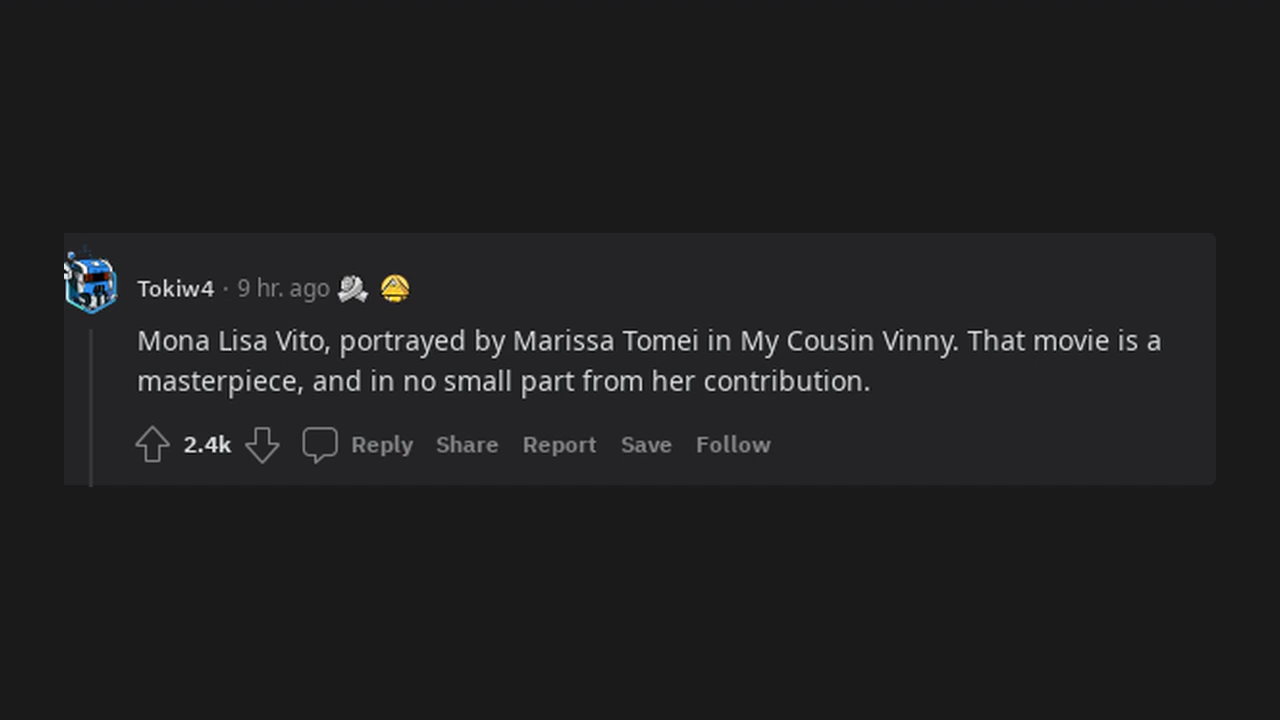 Tokiw4 · 9 hr. ago
Mona Lisa Vito, portrayed by Marissa Tomei in My Cousin Vinny. That movie is a
masterpiece, and in no small part from her contribution.
2.4k Reply Share Report Save Follow